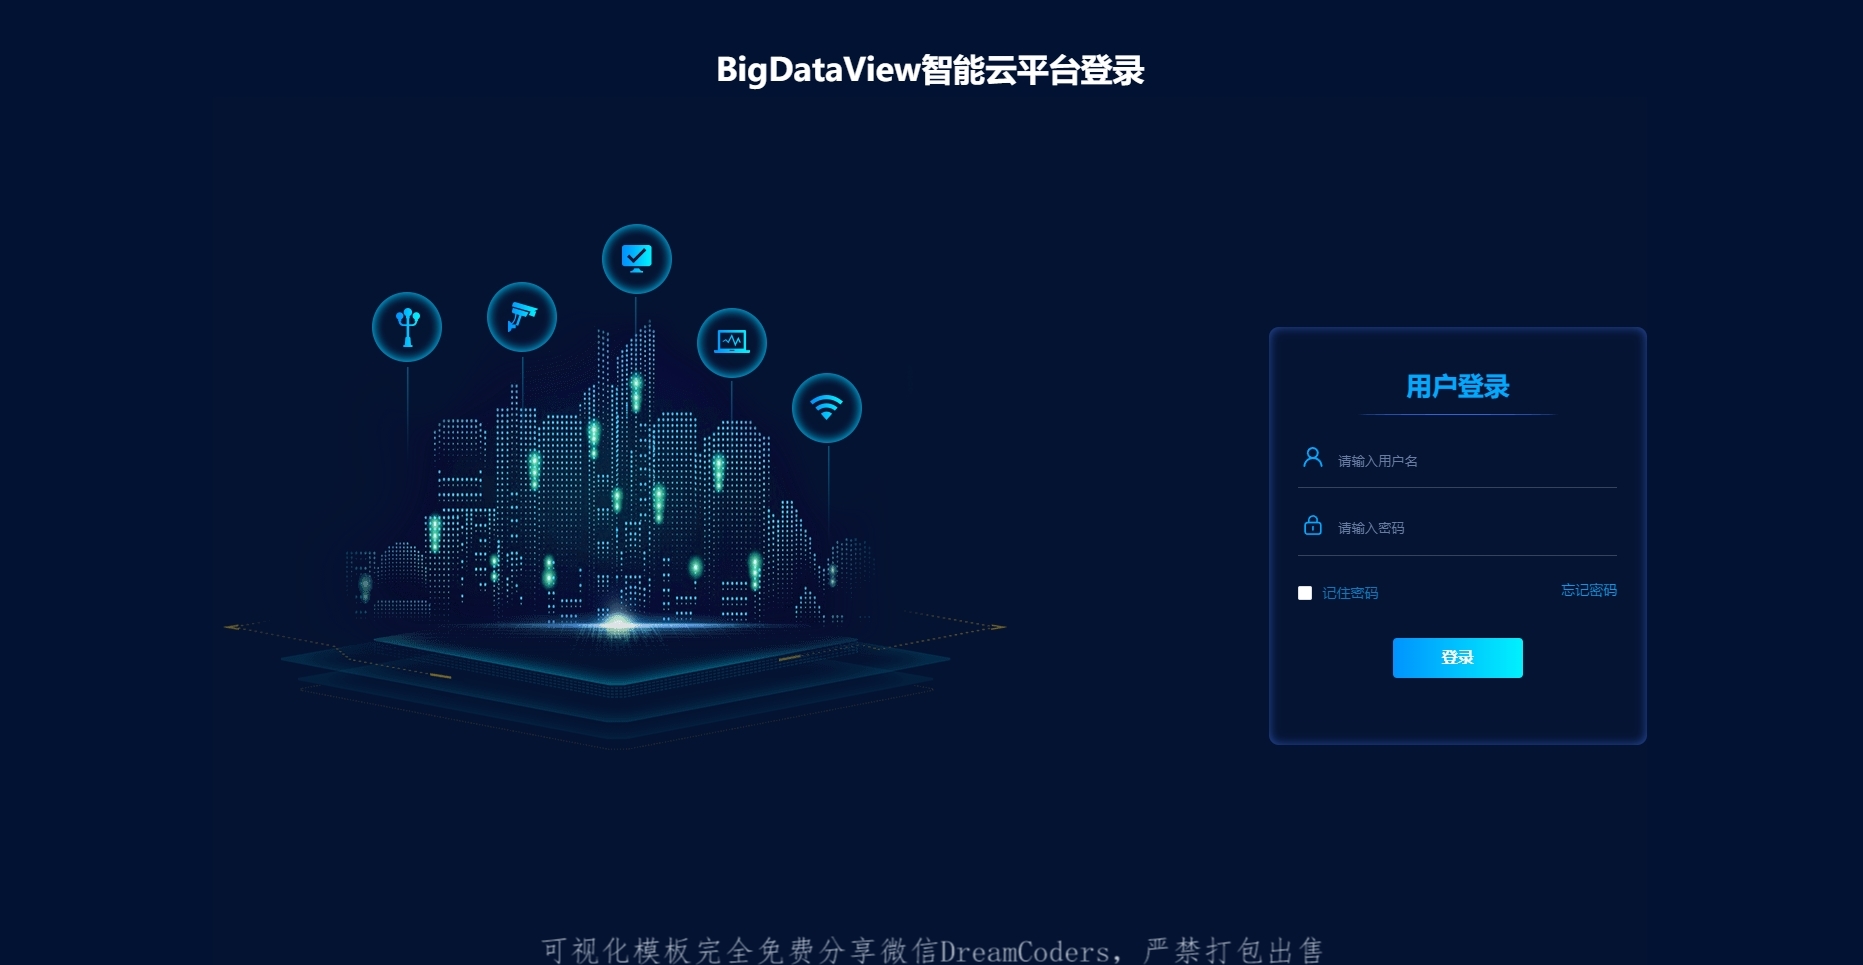 BigDataView智能云平台登录
用户登录
请输入用户名
请输入密码
记住密码 忘记密码
登录
可视化模板完全免费分享微信DreamCoders，严禁打包出售